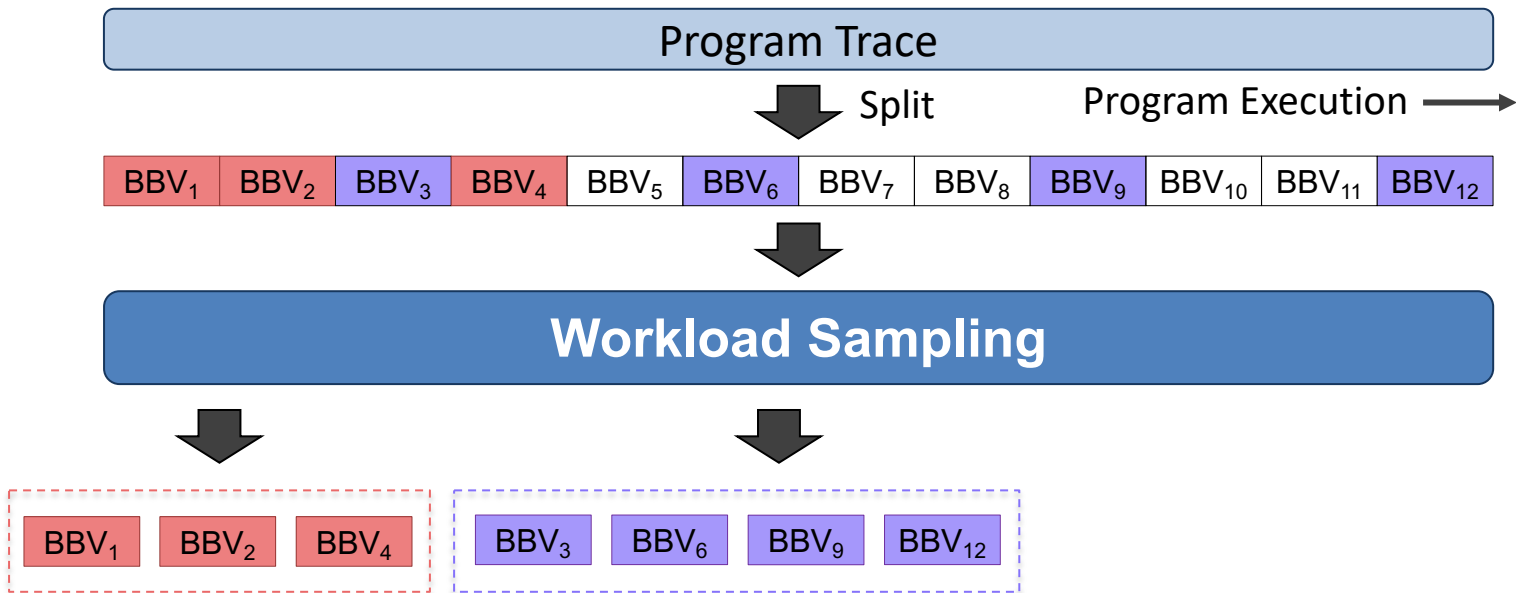 Program Trace
Split
Program Execution
BBV₁ BBV₂ BBV₃ BBV₄ BBV₅ BBV₆ BBV₇ BBV₈ BBV₉ BBV₁₀ BBV₁₁ BBV₁₂
Workload Sampling
BBV₁ BBV₂ BBV₄ BBV₃ BBV₆ BBV₉ BBV₁₂